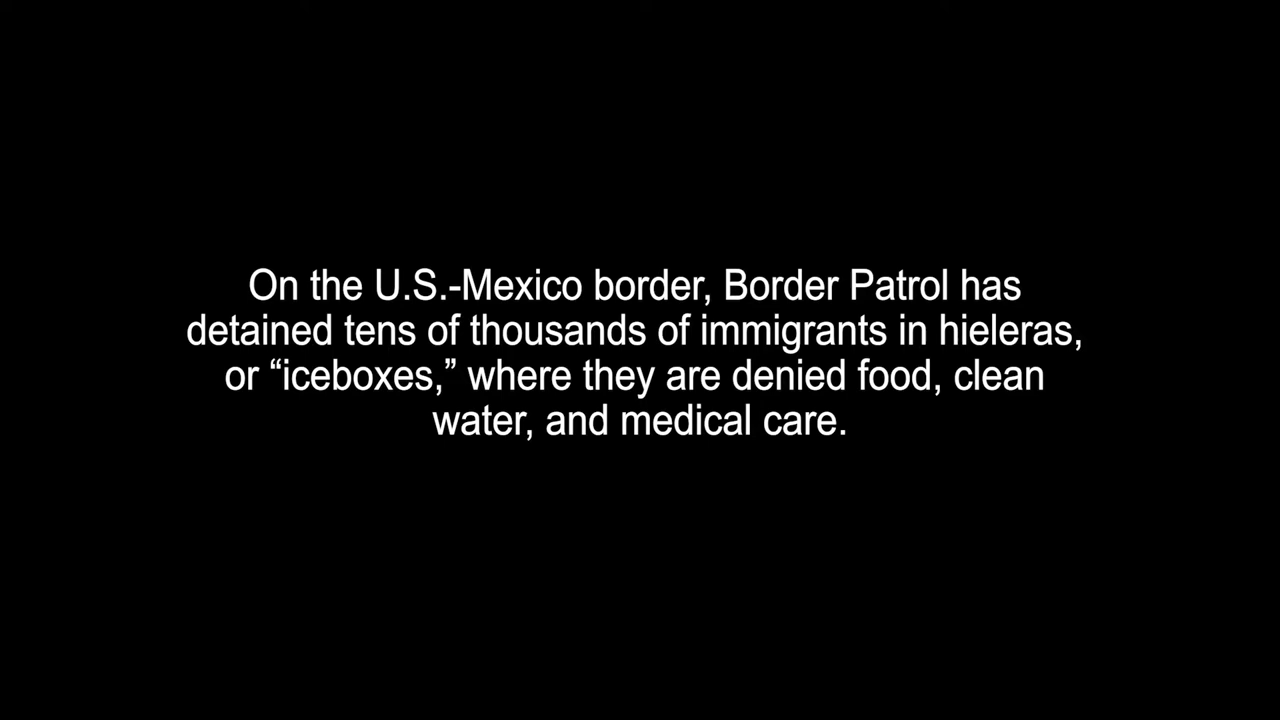 On the U.S.-Mexico border, Border Patrol has
detained tens of thousands of immigrants in hieleras,
or “iceboxes,” where they are denied food, clean
water, and medical care.